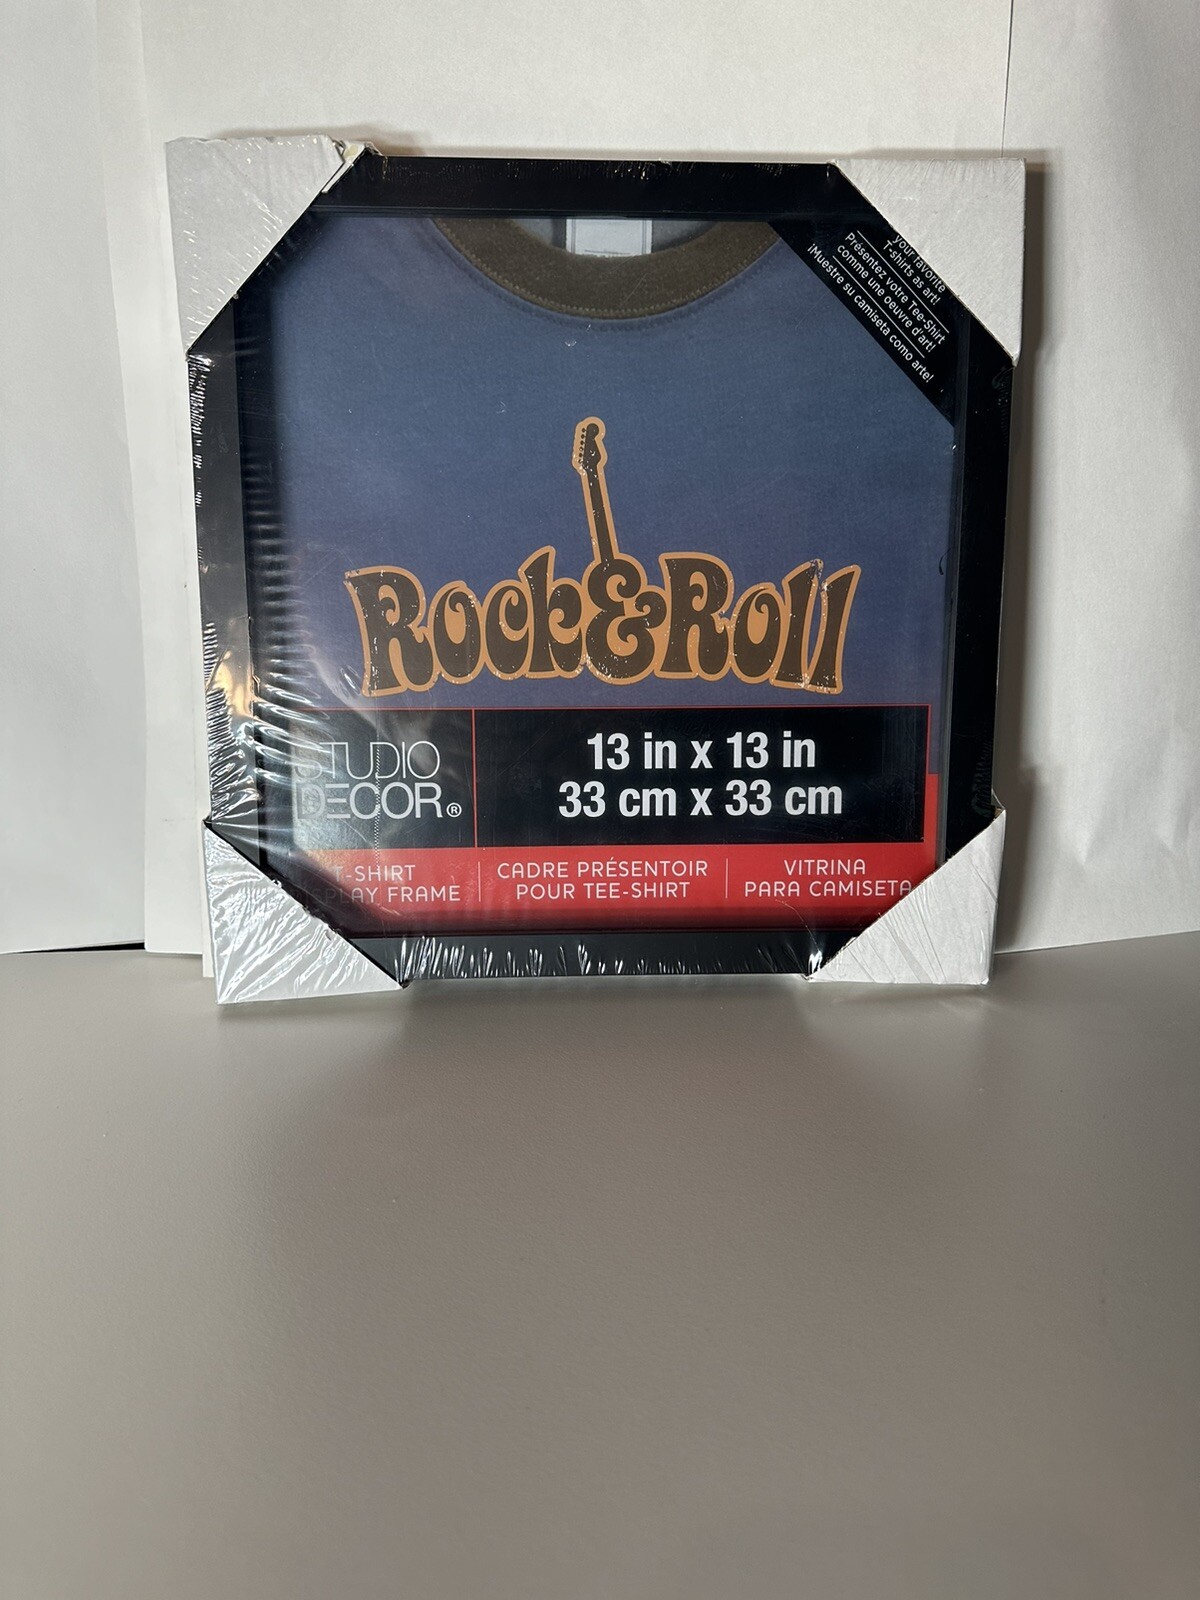 your favorite
T-shirts as art!
Présentez votre Tee-Shirt
comme une oeuvre d'art!
¡Muestre su camiseta como arte!
Rock & Roll
STUDIO
DECOR®
13 in x 13 in
33 cm x 33 cm
T-SHIRT
SPLAY FRAME
CADRE PRÉSENTOIR
POUR TEE-SHIRT
VITRINA
PARA CAMISETA